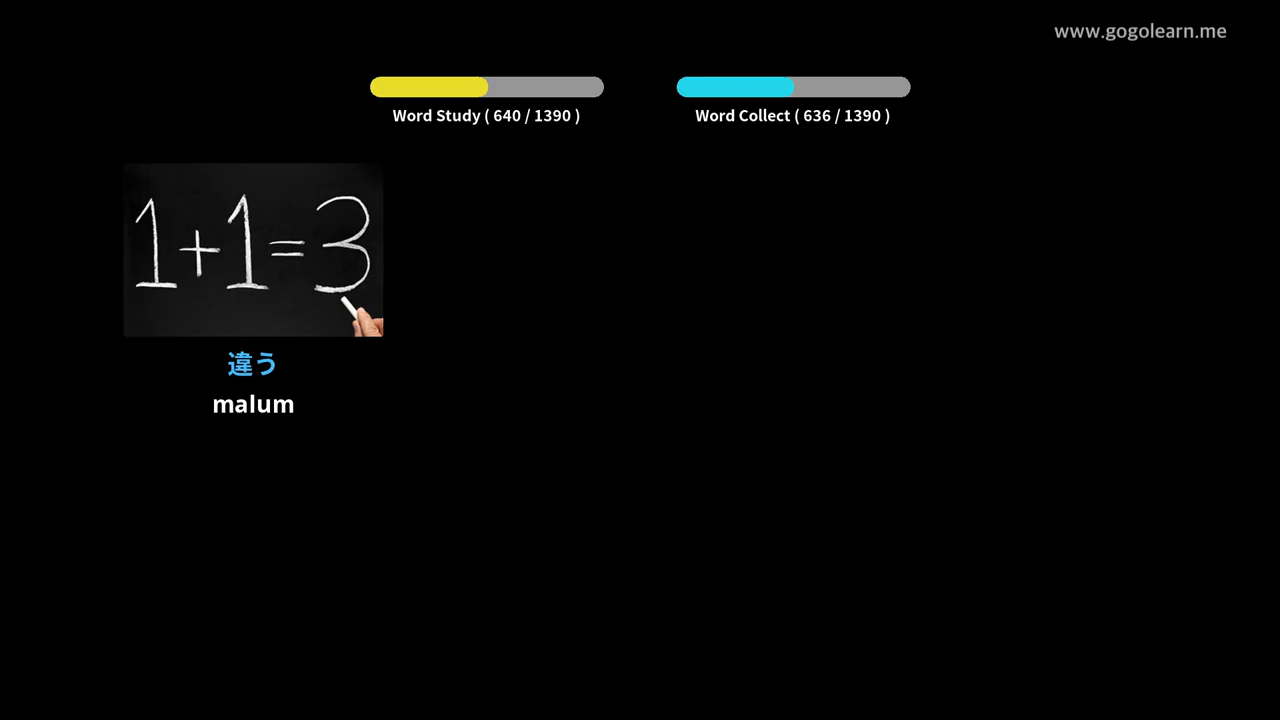 www.gogolearn.me
Word Study ( 640 / 1390 )
Word Collect ( 636 / 1390 )
1+1=3
違う
malum